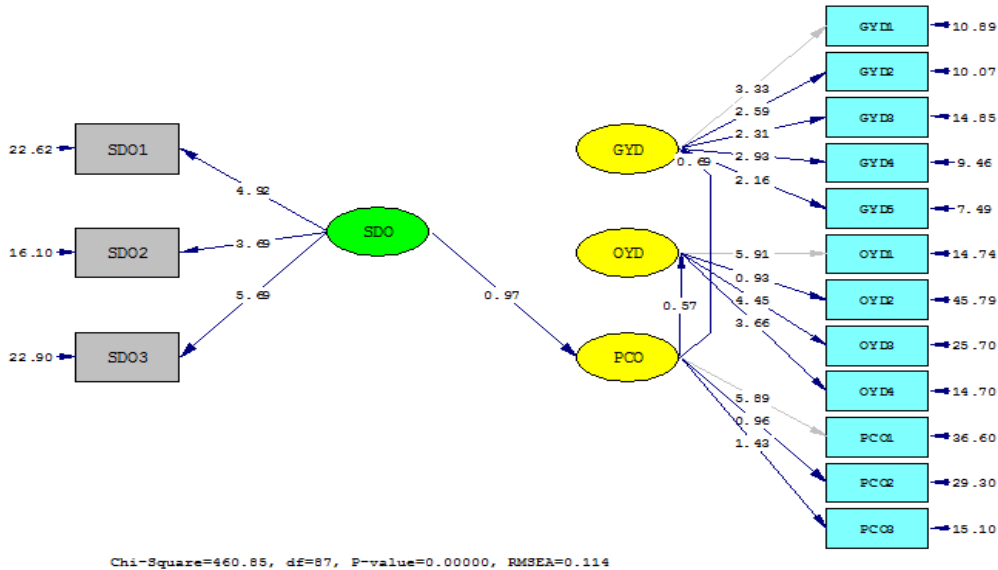 GYD1
10.89
GYD2
10.07
3.33
2.59
GYD3
14.85
22.62
SDO1
2.31
GYD
2.93
0.69
GYD4
9.46
4.92
2.16
GYD5
7.49
SDO
16.10
SDO2
3.69
OYD
5.91
OYD1
14.74
0.93
5.69
0.97
0.57
4.45
OYD2
45.79
3.66
22.90
SDO3
PCO
OYD3
25.70
OYD4
14.70
5.89
0.96
1.43
PCO1
36.60
PCO2
29.30
PCO3
15.10
Chi-Square=460.85, df=87, P-value=0.00000, RMSEA=0.114